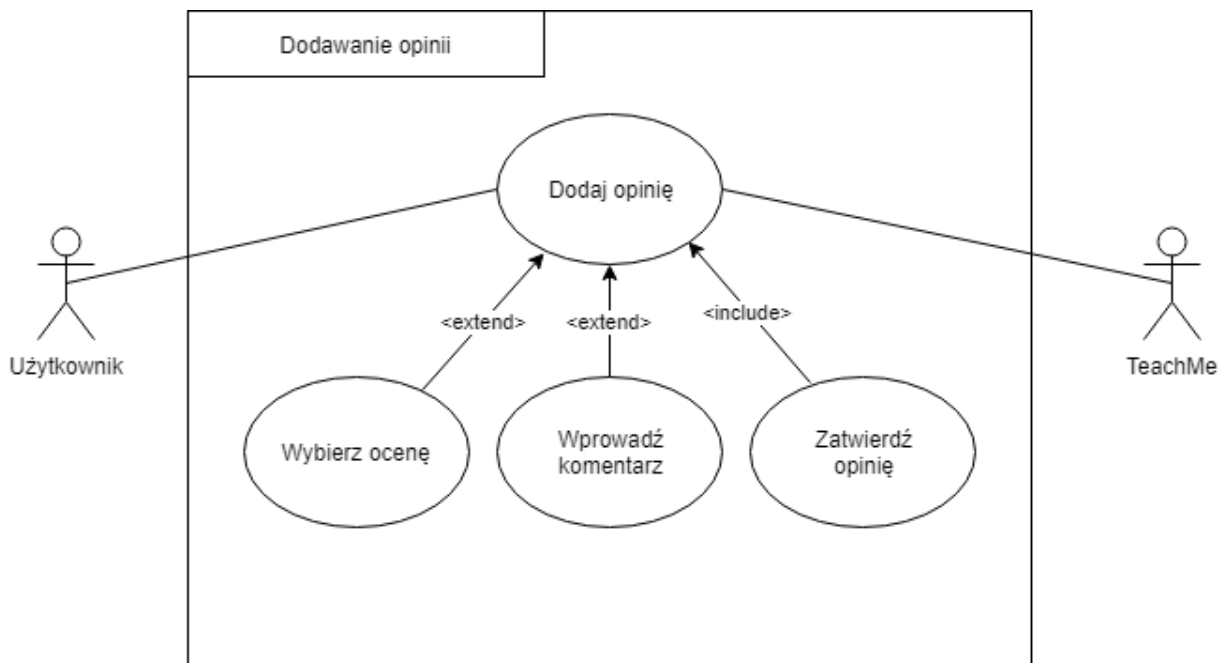 Dodawanie opinii
Dodaj opinię
<extend>
<extend>
<include>
Użytkownik
TeachMe
Wybierz ocenę
Wprowadź
komentarz
Zatwierdź
opinię